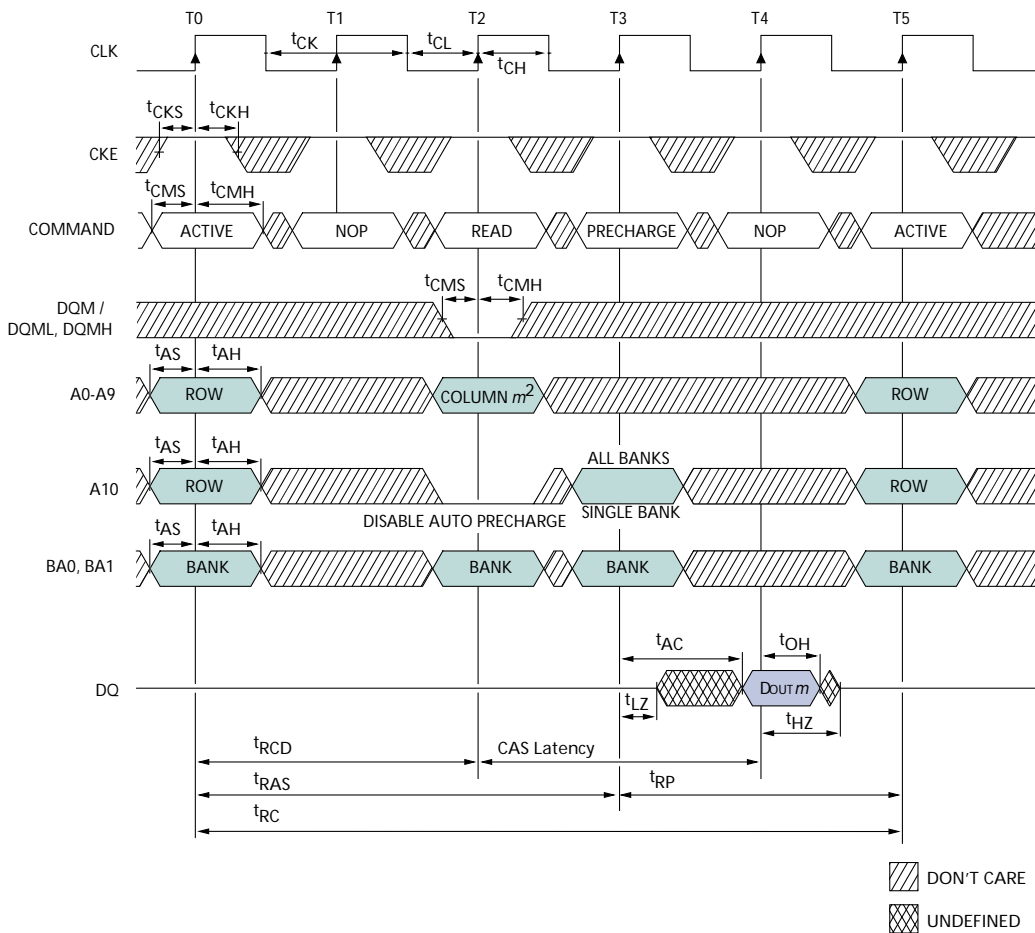 T0 T1 T2 T3 T4 T5
CLK
tCK tCL
tCH
tCKS tCKH
CKE
tCMS tCMH
COMMAND ACTIVE NOP READ PRECHARGE NOP ACTIVE
tCMS tCMH
DQM /
DQML, DQMH
tAS tAH
A0-A9 ROW COLUMN m2 ROW
tAS tAH
ALL BANKS
A10 ROW ROW
DISABLE AUTO PRECHARGE SINGLE BANK
tAS tAH
BA0, BA1 BANK BANK BANK BANK
tAC tOH
DQ DOUT m
tLZ tHZ
tRCD CAS Latency
tRAS tRP
tRC
DON'T CARE
UNDEFINED